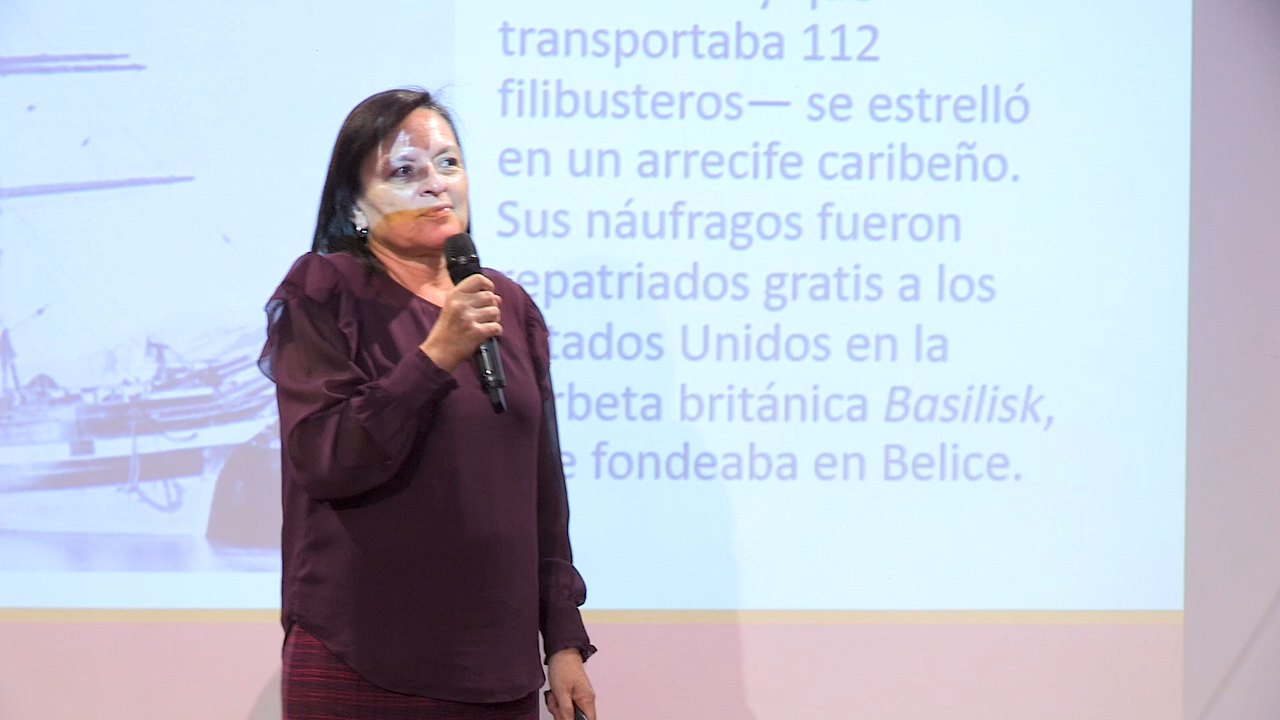 transportaba 112
filibusteros— se estrelló
en un arrecife caribeño.
Sus náufragos fueron
repatriados gratis a los
tados Unidos en la
rbeta británica Basilisk,
e fondeaba en Belice.